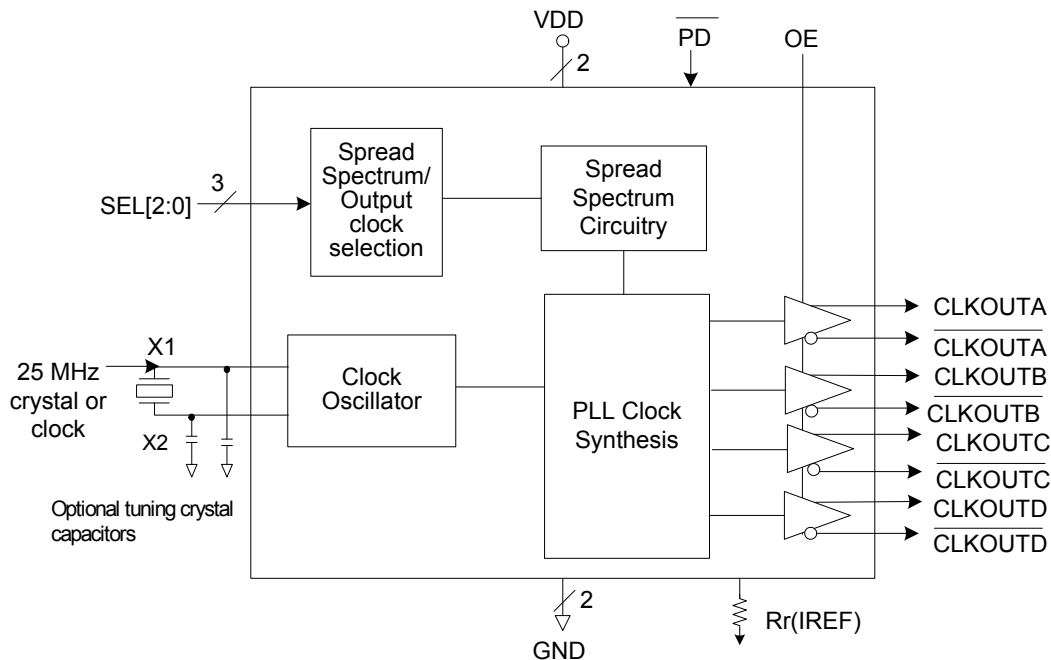 VDD
PD
OE
2
Spread
Spectrum/
Output
clock
selection
Spread
Spectrum
Circuitry
3
SEL[2:0]
CLKOUTA
CLKOUTA
CLKOUTB
CLKOUTB
CLKOUTC
CLKOUTC
CLKOUTD
CLKOUTD
X1
25 MHz
crystal or
clock
X2
Clock
Oscillator
PLL Clock
Synthesis
Optional tuning crystal
capacitors
2
GND
Rr(IREF)